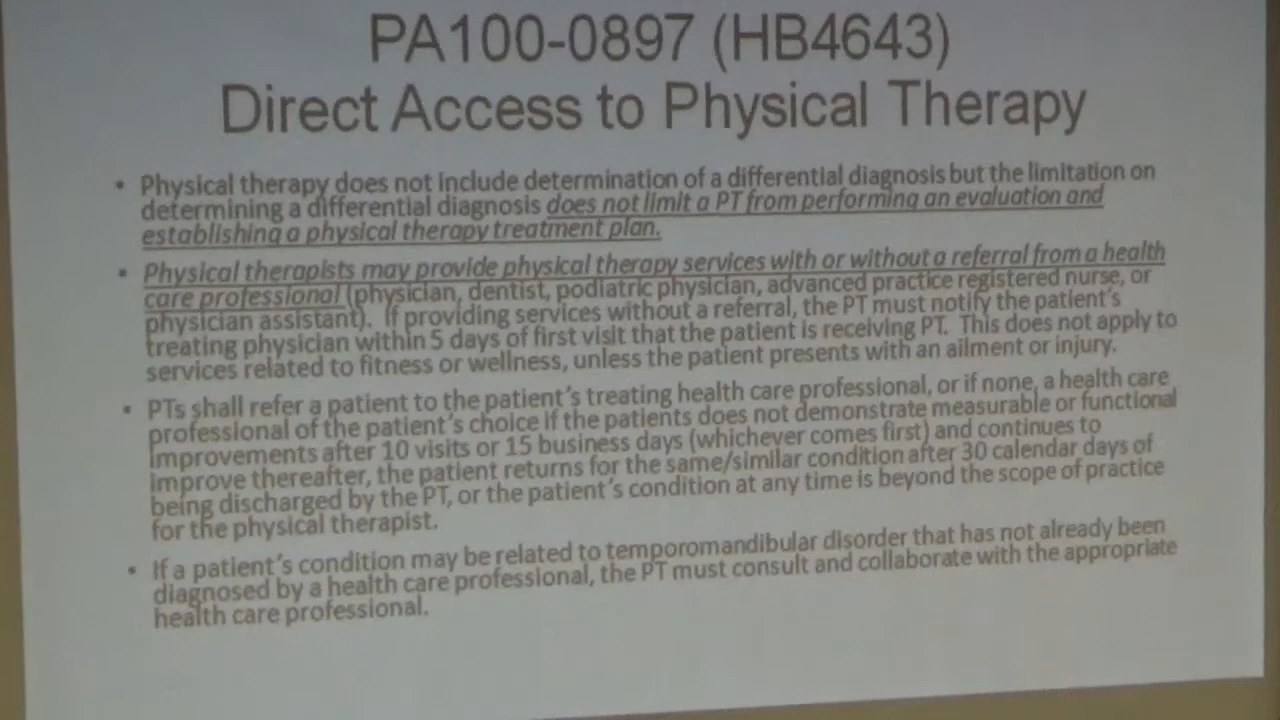 PA100-0897 (HB4643)
Direct Access to Physical Therapy
• Physical therapy does not include determination of a differential diagnosis but the limitation on
determining a differential diagnosis does not limit a PT from performing an evaluation and
establishing a physical therapy treatment plan.
• Physical therapists may provide physical therapy services with or without a referral from a health
care professional (physician, dentist, podiatric physician, advanced practice registered nurse, or
physician assistant). If providing services without a referral, the PT must notify the patient's
treating physician within 5 days of first visit that the patient is receiving PT. This does not apply to
services related to fitness or wellness, unless the patient presents with an ailment or injury.
• PTs shall refer a patient to the patient's treating health care professional, or if none, a health care
professional of the patient's choice if the patients does not demonstrate measurable or functional
improvements after 10 visits or 15 business days (whichever comes first) and continues to
improve thereafter, the patient returns for the same/similar condition after 30 calendar days of
being discharged by the PT, or the patient's condition at any time is beyond the scope of practice
for the physical therapist.
• If a patient's condition may be related to temporomandibular disorder that has not already been
diagnosed by a health care professional, the PT must consult and collaborate with the appropriate
health care professional.